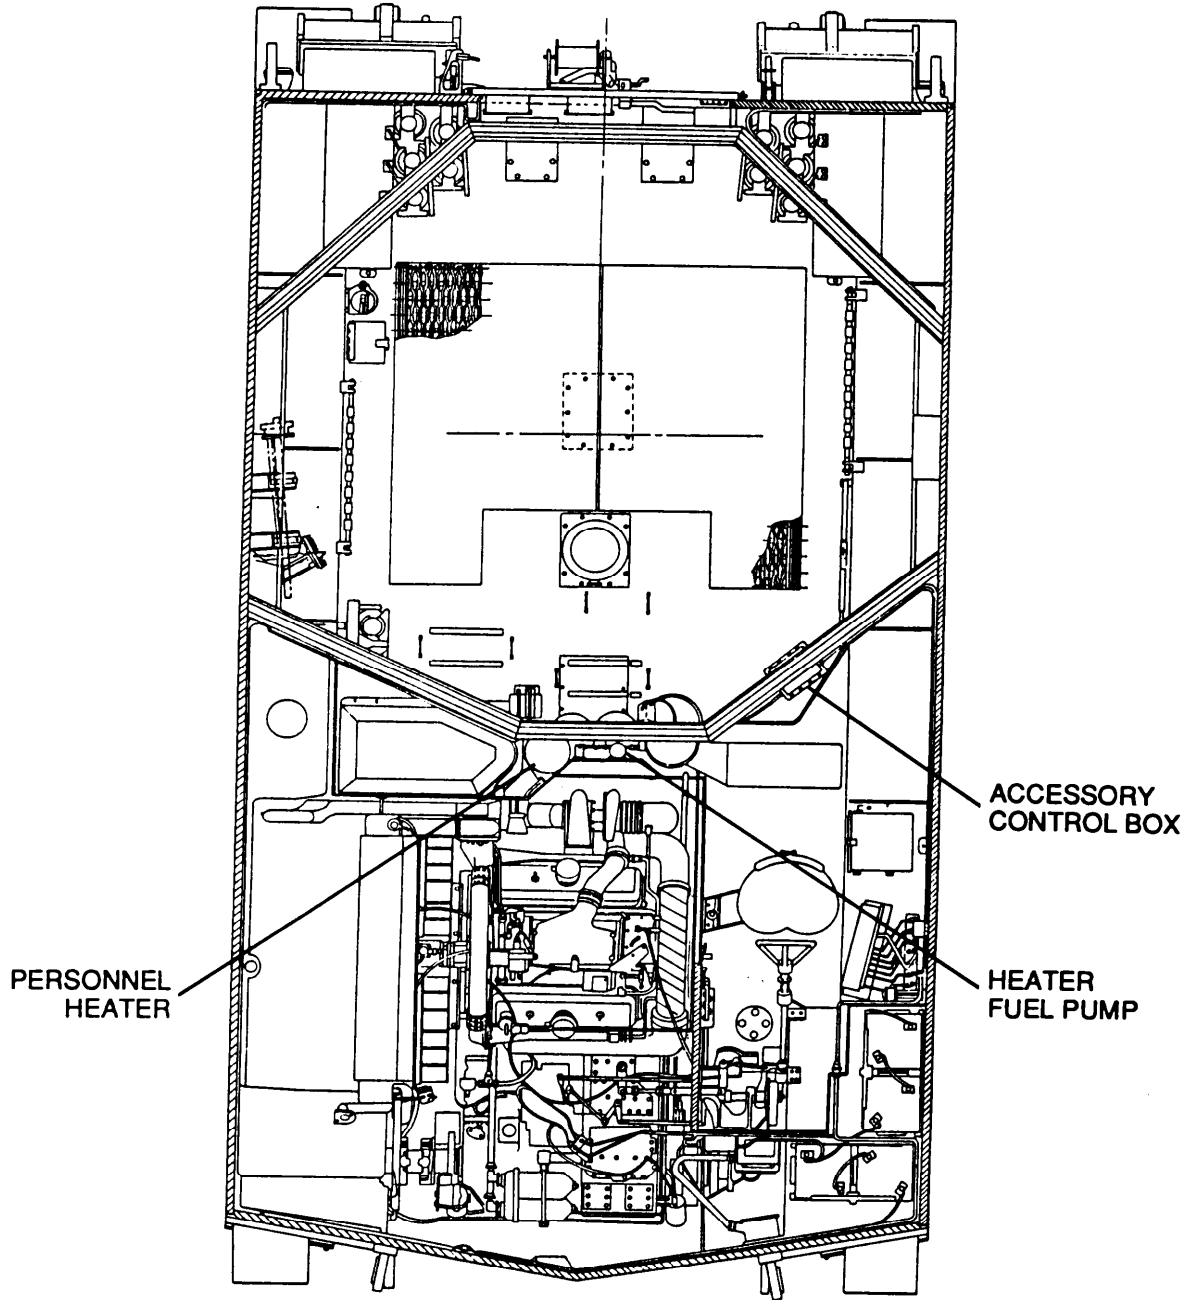 ACCESSORY
CONTROL BOX
PERSONNEL
HEATER
HEATER
FUEL PUMP